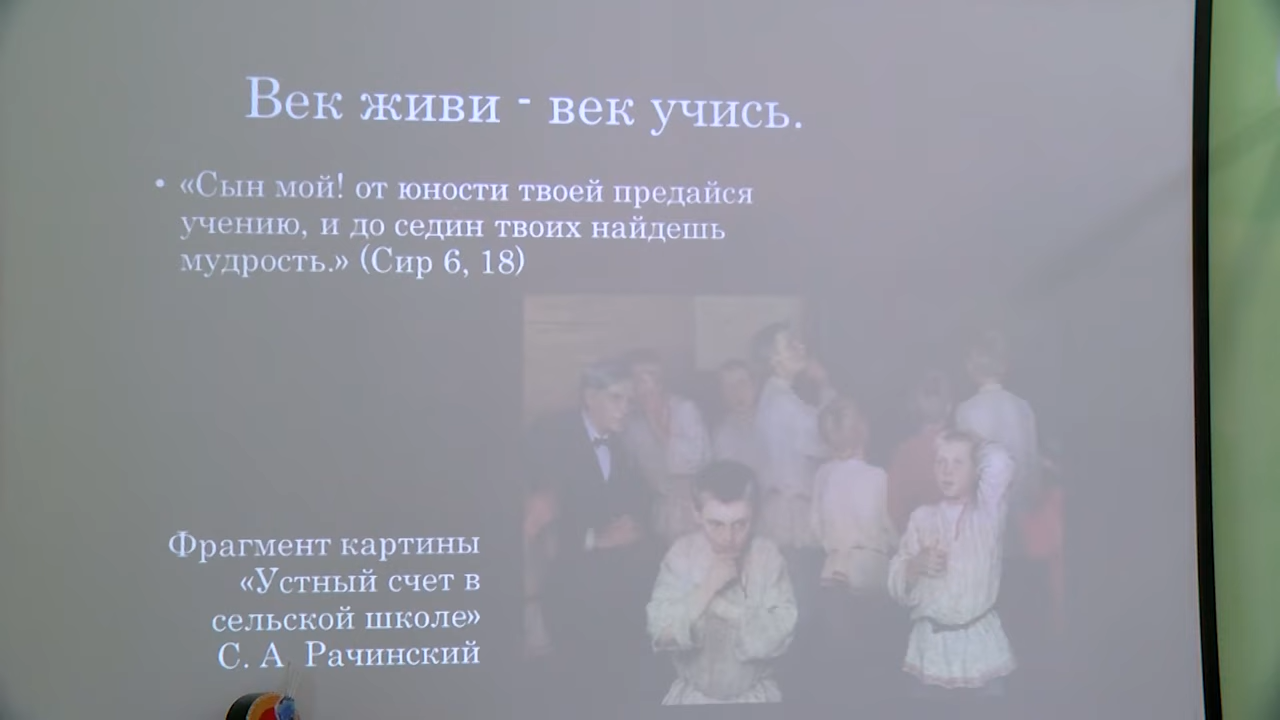 Век живи - век учись.
• «Сын мой! от юности твоей предайся
учению, и до седин твоих найдешь
мудрость.» (Сир 6, 18)
Фрагмент картины
«Устный счет в
сельской школе»
С. А Рачинский